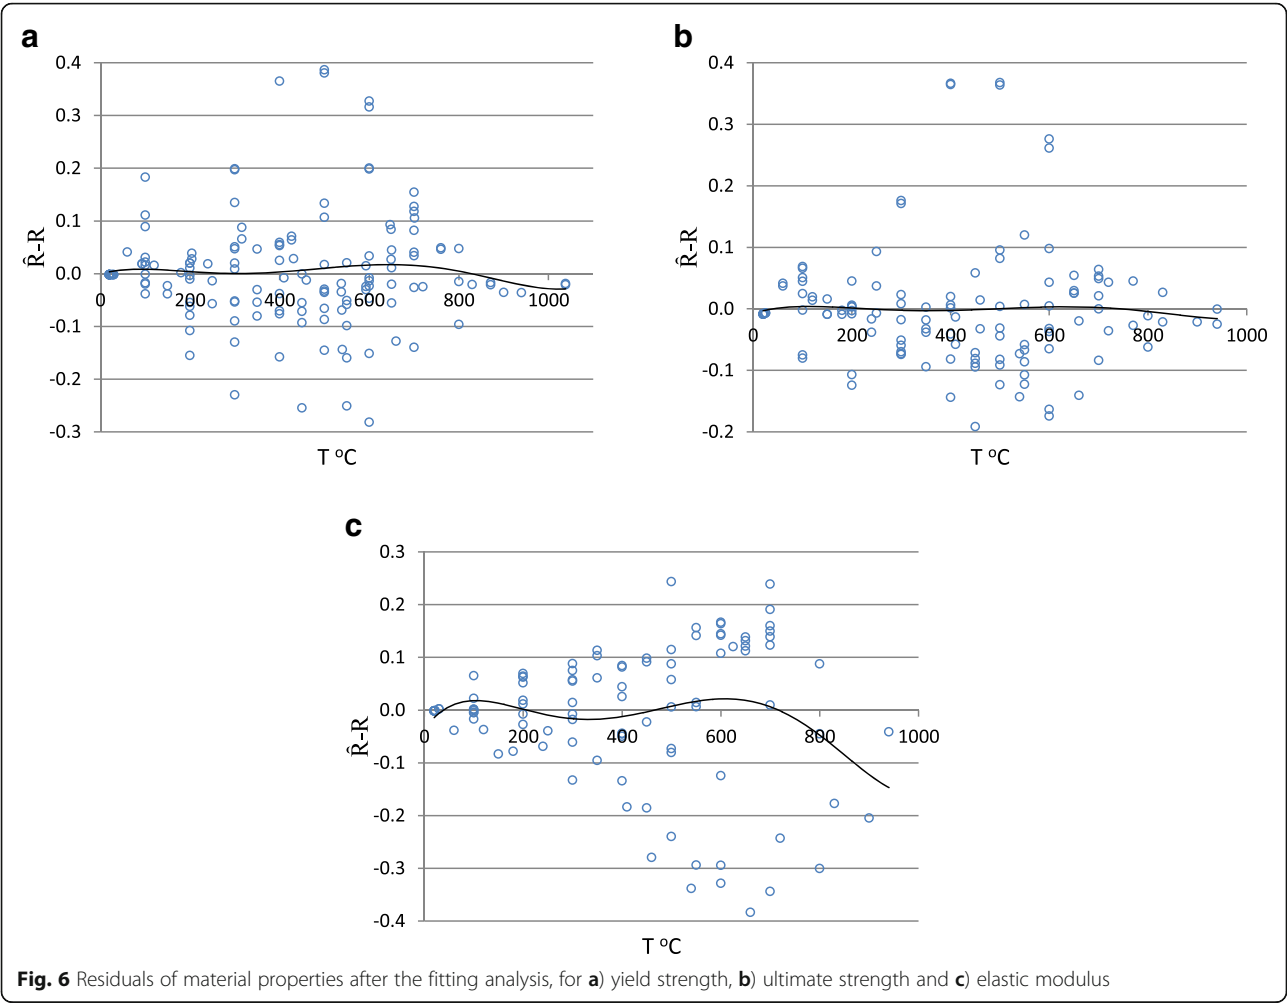 a
0.4
0.3
0.2
0.1
0.0
-0.1
-0.2
-0.3
0 200 400 600 800 1000
R̂-R
T ºC
b
0.4
0.3
0.2
0.1
0.0
-0.1
-0.2
0 200 400 600 800 1000
R̂-R
T ºC
c
0.3
0.2
0.1
0.0
-0.1
-0.2
-0.3
-0.4
0 200 400 600 800 1000
R̂-R
T ºC
Fig. 6 Residuals of material properties after the fitting analysis, for a) yield strength, b) ultimate strength and c) elastic modulus